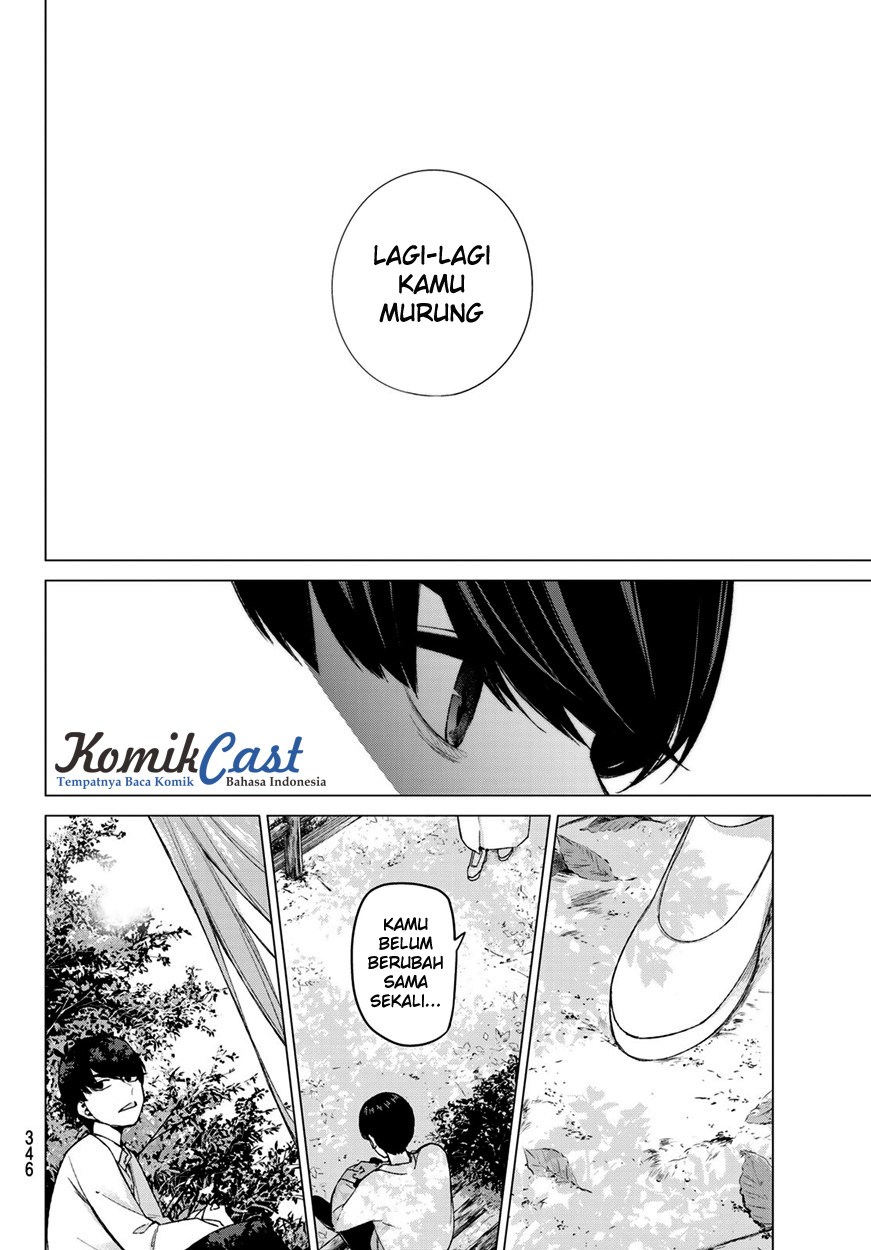 LAGI-LAGI
KAMU
MURUNG
KomikCast
Tempatnya Baca Komik Bahasa Indonesia
KAMU
BELUM
BERUBAH
SAMA
SEKALI...
346